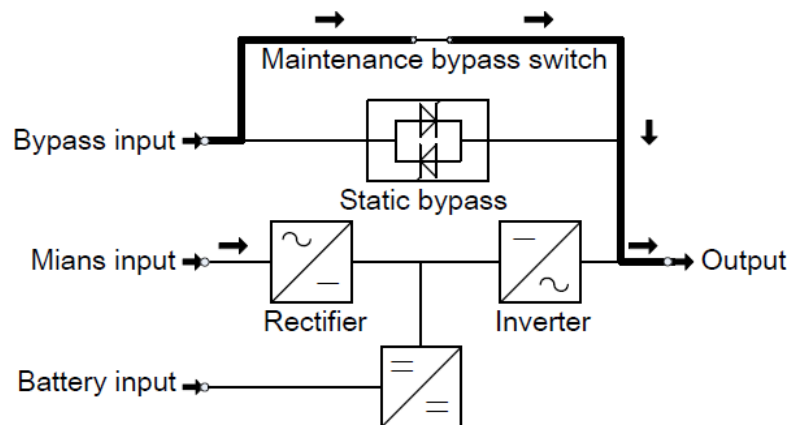 Maintenance bypass switch
Bypass input
Static bypass
Mians input
Output
Rectifier
Inverter
Battery input